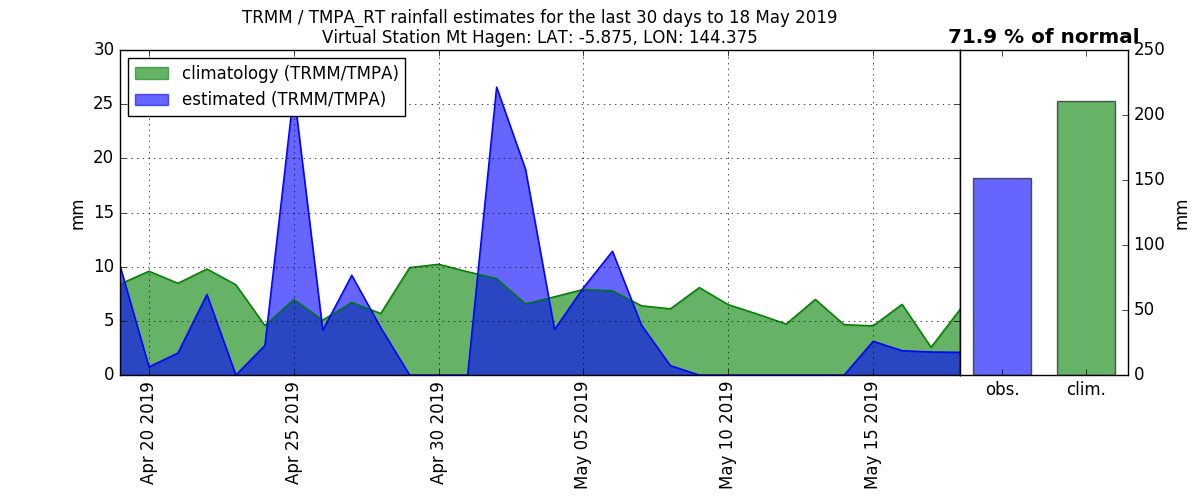 TRMM / TMPA_RT rainfall estimates for the last 30 days to 18 May 2019
Virtual Station Mt Hagen: LAT: -5.875, LON: 144.375
71.9 % of normal
climatology (TRMM/TMPA)
estimated (TRMM/TMPA)
mm
30
25
20
15
10
5
0
Apr 20 2019
Apr 25 2019
Apr 30 2019
May 05 2019
May 10 2019
May 15 2019
obs.
clim.
250
200
150
100
50
0
mm